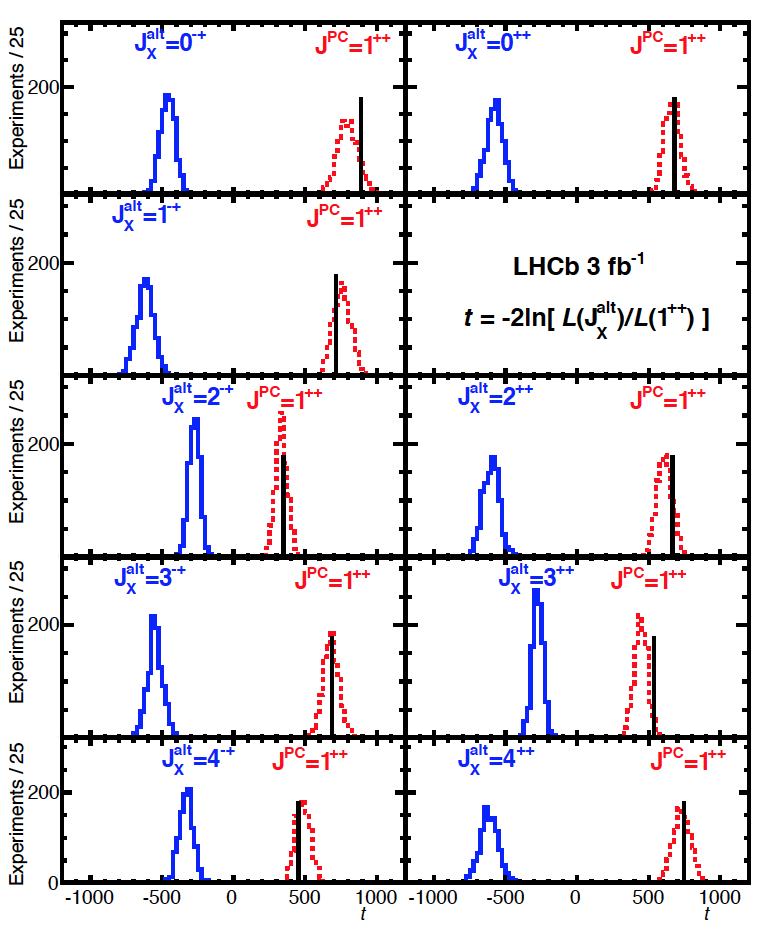 Experiments / 25
J_X^alt=0^-+ J^PC=1^++
J_X^alt=0^++ J^PC=1^++
200
Experiments / 25
J_X^alt=1^-+ J^PC=1^++
200
LHCb 3 fb^-1
t = -2ln[ L(J_X^alt)/L(1^++) ]
Experiments / 25
J_X^alt=2^-+ J^PC=1^++
J_X^alt=2^++ J^PC=1^++
200
Experiments / 25
J_X^alt=3^-+ J^PC=1^++
J_X^alt=3^++ J^PC=1^++
200
Experiments / 25
J_X^alt=4^-+ J^PC=1^++
J_X^alt=4^++ J^PC=1^++
200
0
-1000 -500 0 500 1000
-1000 -500 0 500 1000
t
t